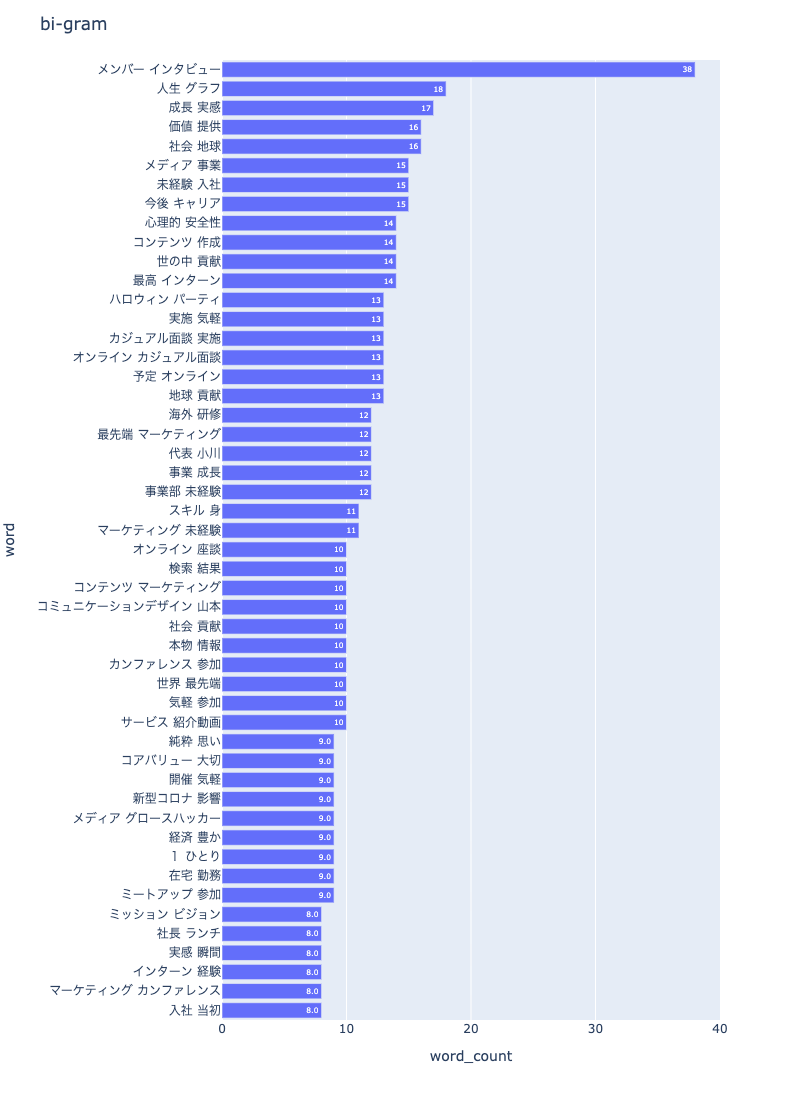 bi-gram
メンバー インタビュー 38
人生 グラフ 18
成長 実感 17
価値 提供 16
社会 地球 16
メディア 事業 15
未経験 入社 15
今後 キャリア 15
心理的 安全性 14
コンテンツ 作成 14
世の中 貢献 14
最高 インターン 14
ハロウィン パーティ 13
実施 気軽 13
カジュアル面談 実施 13
オンライン カジュアル面談 13
予定 オンライン 13
地球 貢献 13
海外 研修 12
最先端 マーケティング 12
代表 小川 12
事業 成長 12
事業部 未経験 12
スキル 身 11
マーケティング 未経験 11
オンライン 座談 10
検索 結果 10
コンテンツ マーケティング 10
コミュニケーションデザイン 山本 10
社会 貢献 10
本物 情報 10
カンファレンス 参加 10
世界 最先端 10
気軽 参加 10
サービス 紹介動画 10
純粋 思い 9.0
コアバリュー 大切 9.0
開催 気軽 9.0
新型コロナ 影響 9.0
メディア グロースハッカー 9.0
経済 豊か 9.0
１ ひとり 9.0
在宅 勤務 9.0
ミートアップ 参加 9.0
ミッション ビジョン 8.0
社長 ランチ 8.0
実感 瞬間 8.0
インターン 経験 8.0
マーケティング カンファレンス 8.0
入社 当初 8.0
0 10 20 30 40
word_count
word